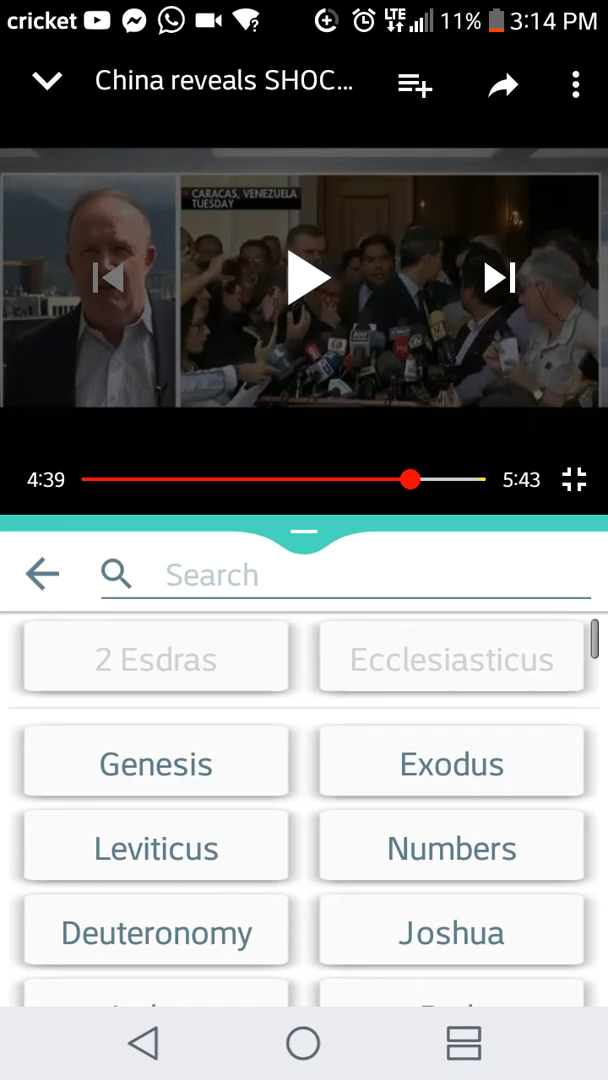 cricket 11% 3:14 PM
LTE
China reveals SHOC...
CARACAS, VENEZUELA
TUESDAY
4:39 5:43
Search
2 Esdras Ecclesiasticus
Genesis Exodus
Leviticus Numbers
Deuteronomy Joshua